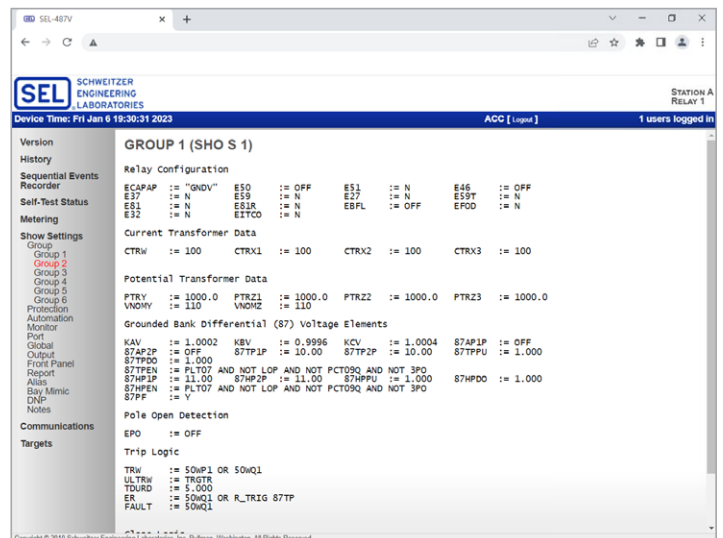 SEL-487V
SEL
SCHWEITZER
ENGINEERING
LABORATORIES
STATION A
RELAY 1
Device Time: Fri Jan 6 19:30:31 2023 ACC [ Logout ] 1 users logged in
Version
History
Sequential Events
Recorder
Self-Test Status
Metering
Show Settings
Group
Group 1
Group 2
Group 3
Group 4
Group 5
Group 6
Protection
Automation
Monitor
Port
Global
Output
Front Panel
Report
Alias
Bay Mimic
DNP
Notes
Communications
Targets
GROUP 1 (SHO S 1)
Relay Configuration
ECAPAP := "GNDV" E50 := OFF E51 := N E46 := OFF
E37 := N E59 := N E27 := N E59T := N
E81 := N E81R := N EBFL := OFF EFOD := N
E32 := N EITCO := N
Current Transformer Data
CTRW := 100 CTRX1 := 100 CTRX2 := 100 CTRX3 := 100
Potential Transformer Data
PTRY := 1000.0 PTRZ1 := 1000.0 PTRZ2 := 1000.0 PTRZ3 := 1000.0
VNOMY := 110 VNOMZ := 110
Grounded Bank Differential (87) Voltage Elements
KAV := 1.0002 KBV := 0.9996 KCV := 1.0004 87AP1P := OFF
87AP2P := OFF 87TP1P := 10.00 87TP2P := 10.00 87TPPU := 1.000
87TPDO := 1.000
87TPEN := PLT07 AND NOT LOP AND NOT PCT09Q AND NOT 3PO
87HP1P := 11.00 87HP2P := 11.00 87HPPU := 1.000 87HPDO := 1.000
87HPEN := PLT07 AND NOT LOP AND NOT PCT09Q AND NOT 3PO
87PF := Y
Pole Open Detection
EPO := OFF
Trip Logic
TRW := 50WP1 OR 50WQ1
ULTRW := TRGTR
TDURD := 5.000
ER := 50WQ1 OR R_TRIG 87TP
FAULT := 50WQ1